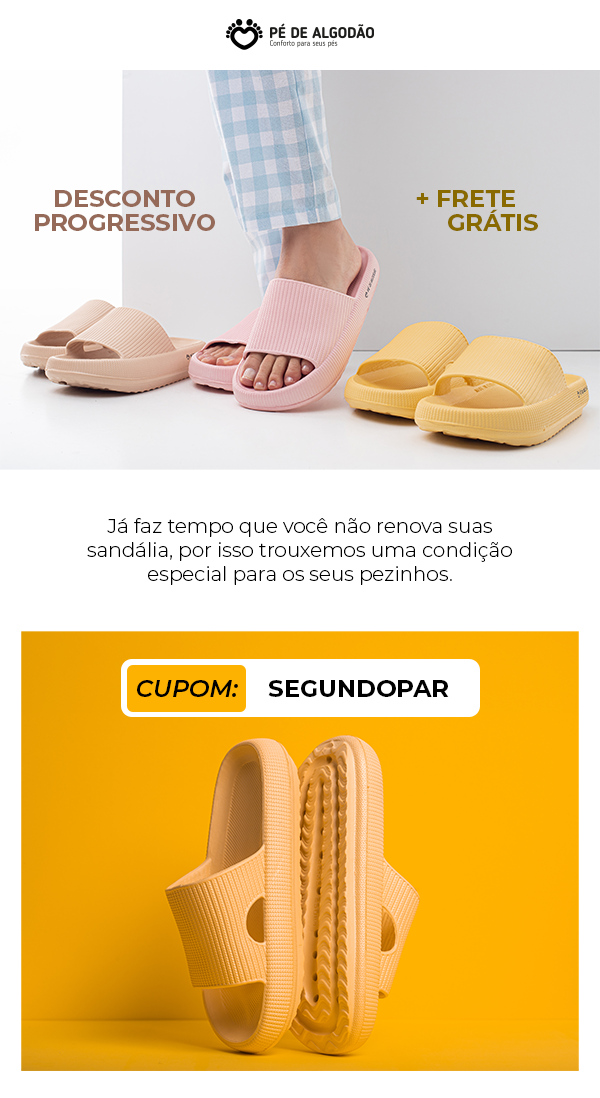 PÉ DE ALGODÃO
Conforto para seus pés
DESCONTO
PROGRESSIVO
+ FRETE
GRÁTIS
Já faz tempo que você não renova suas
sandália, por isso trouxemos uma condição
especial para os seus pezinhos.
CUPOM: SEGUNDOPAR